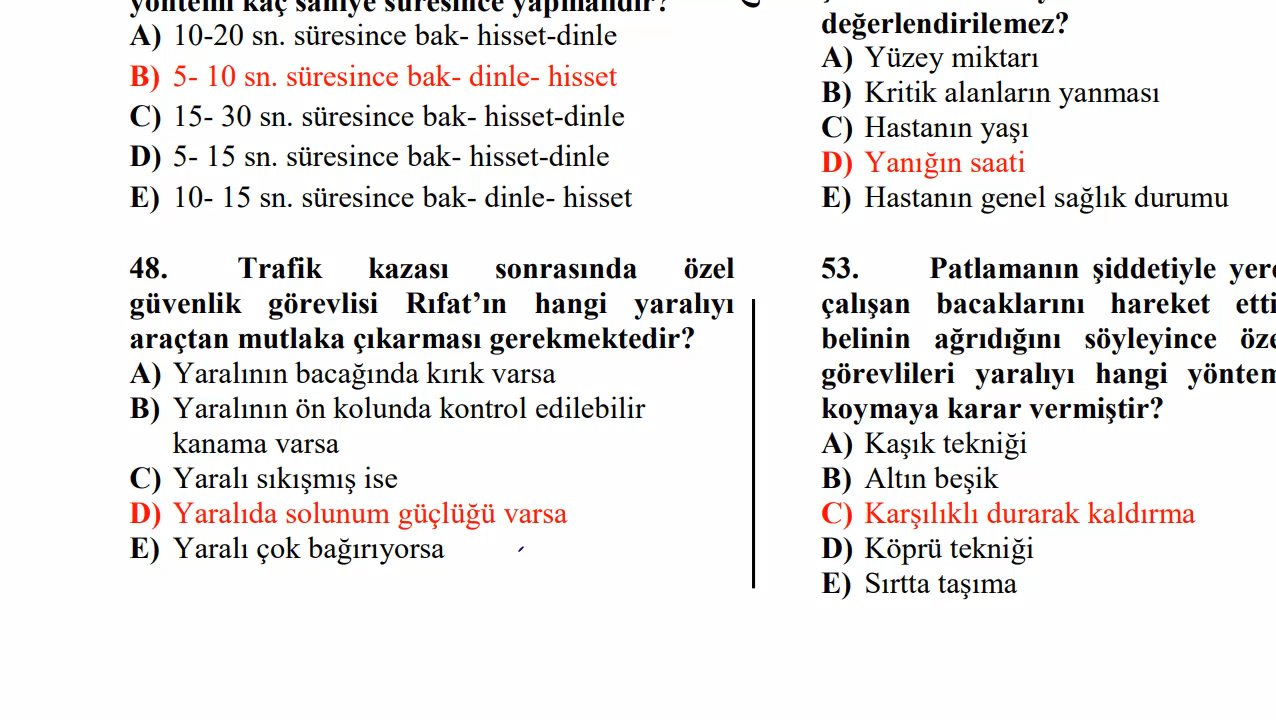 yöntemi kaç saniye süresince yapmalıdır?
A) 10-20 sn. süresince bak- hisset-dinle
B) 5- 10 sn. süresince bak- dinle- hisset
C) 15- 30 sn. süresince bak- hisset-dinle
D) 5- 15 sn. süresince bak- hisset-dinle
E) 10- 15 sn. süresince bak- dinle- hisset
48. Trafik kazası sonrasında özel
güvenlik görevlisi Rıfat’ın hangi yaralıyı
araçtan mutlaka çıkarması gerekmektedir?
A) Yaralının bacağında kırık varsa
B) Yaralının ön kolunda kontrol edilebilir
kanama varsa
C) Yaralı sıkışmış ise
D) Yaralıda solunum güçlüğü varsa
E) Yaralı çok bağırıyorsa
değerlendirilemez?
A) Yüzey miktarı
B) Kritik alanların yanması
C) Hastanın yaşı
D) Yanığın saati
E) Hastanın genel sağlık durumu
53. Patlamanın şiddetiyle
çalışan bacaklarını hareket
belinin ağrıdığını söyleyince
görevlileri yaralıyı hangi
koymaya karar vermiştir?
A) Kaşık tekniği
B) Altın beşik
C) Karşılıklı durarak kaldırma
D) Köprü tekniği
E) Sırtta taşıma